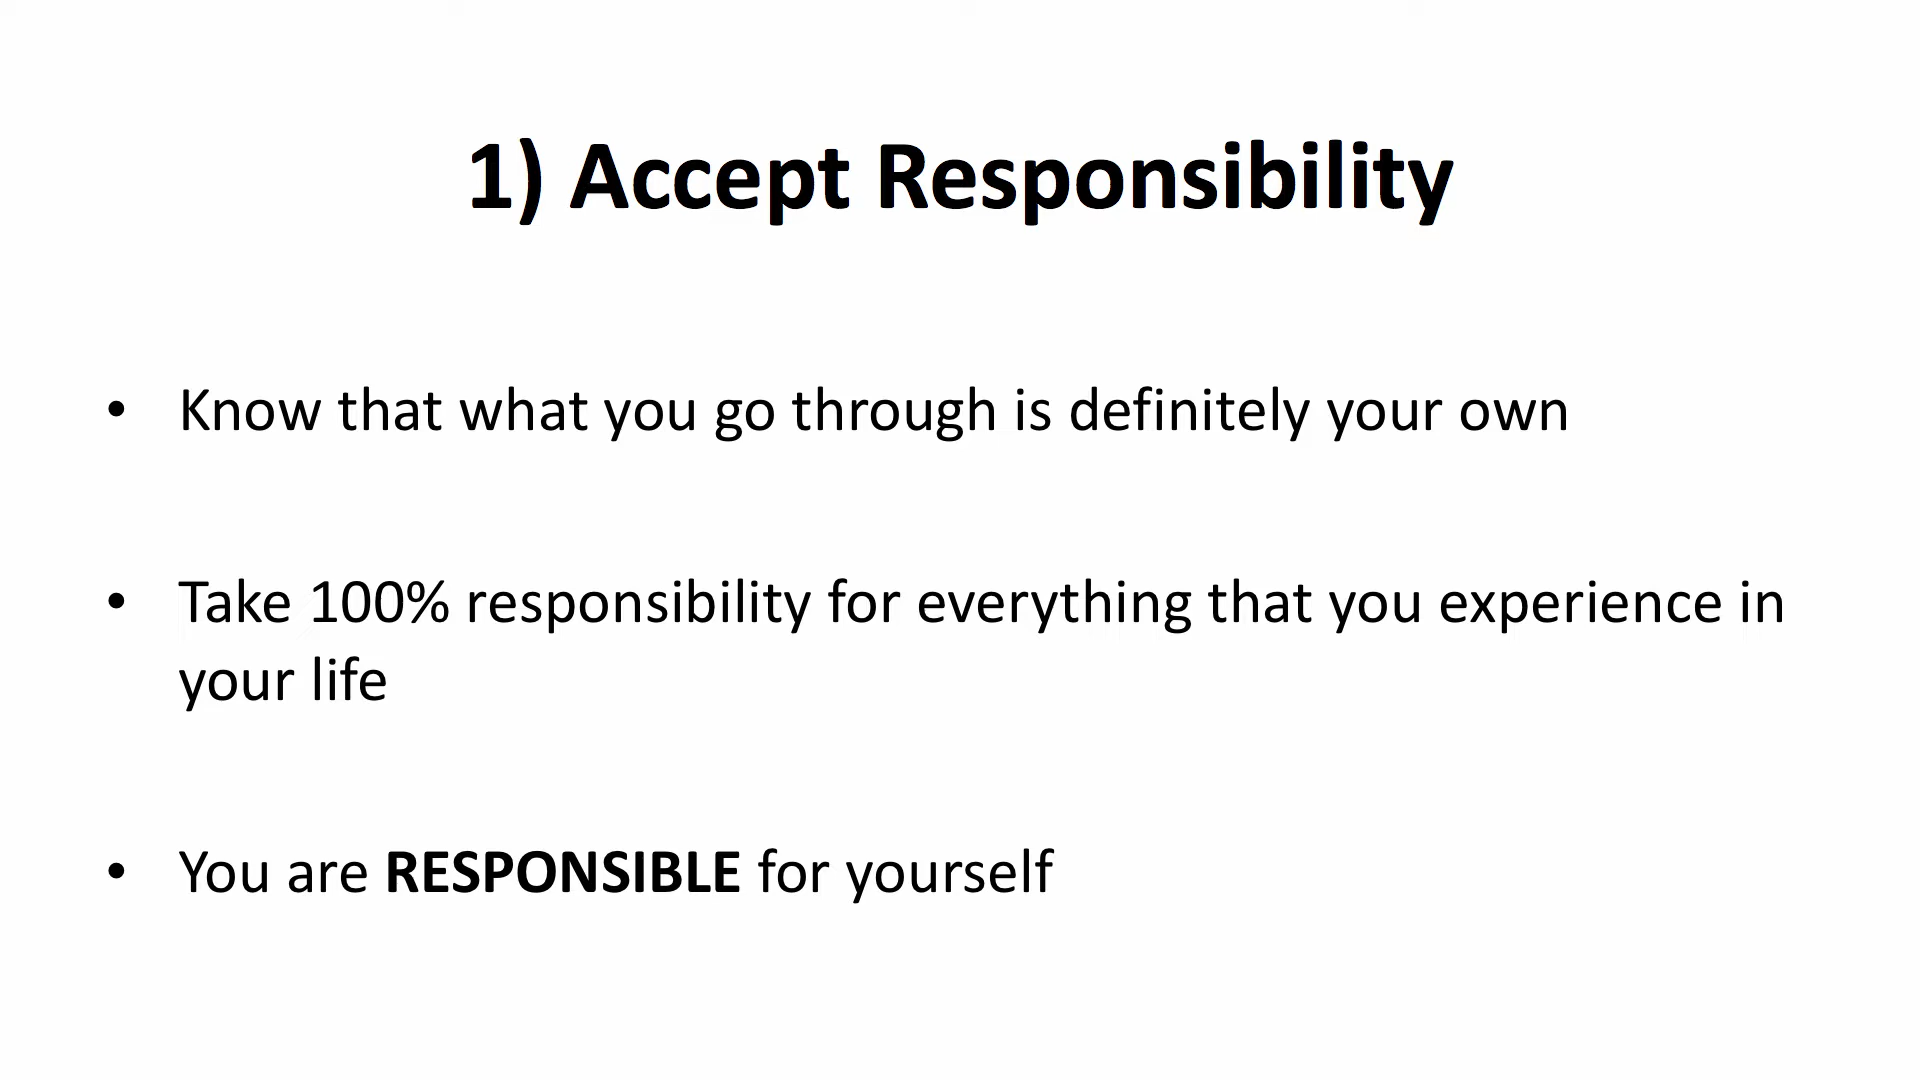 1) Accept Responsibility
• Know that what you go through is definitely your own
• Take 100% responsibility for everything that you experience in
your life
• You are RESPONSIBLE for yourself